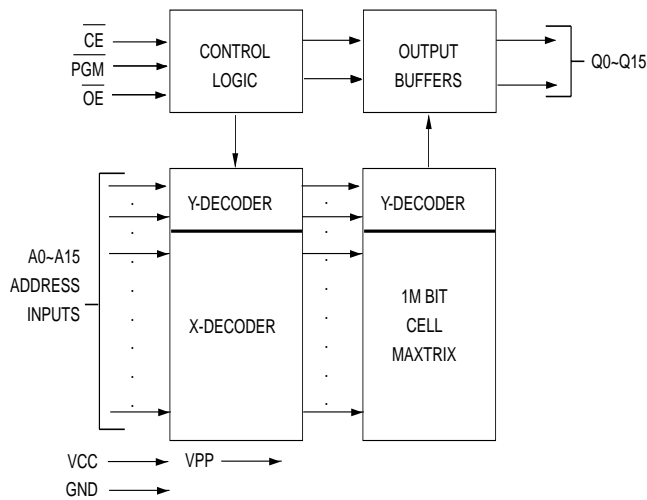 CE
PGM
OE
CONTROL
LOGIC
OUTPUT
BUFFERS
Q0~Q15
A0~A15
ADDRESS
INPUTS
Y-DECODER
X-DECODER
Y-DECODER
1M BIT
CELL
MAXTRIX
VCC
VPP
GND